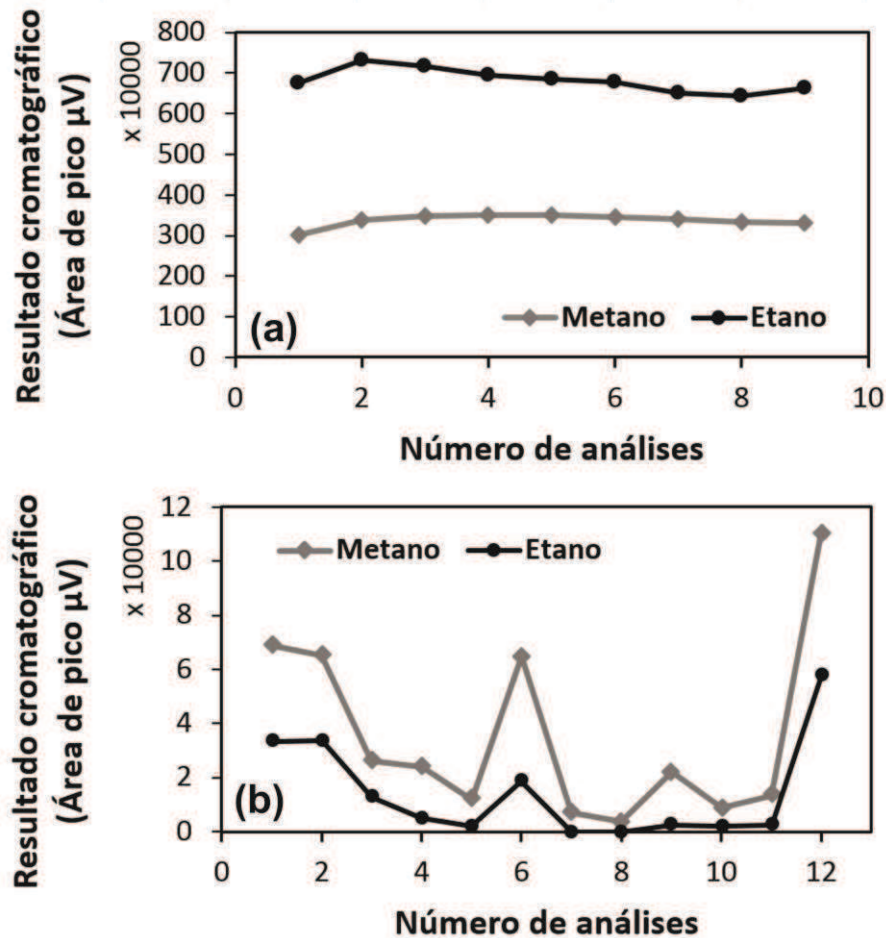 Resultado cromatográfico
(Área de pico µV)
x 10000
800
700
600
500
400
300
200
100
0
(a)
Metano
Etano
0 2 4 6 8 10
Número de análises
Resultado cromatográfico
(Área de pico µV)
x 10000
12
10
8
6
4
2
0
Metano
Etano
(b)
0 2 4 6 8 10 12
Número de análises